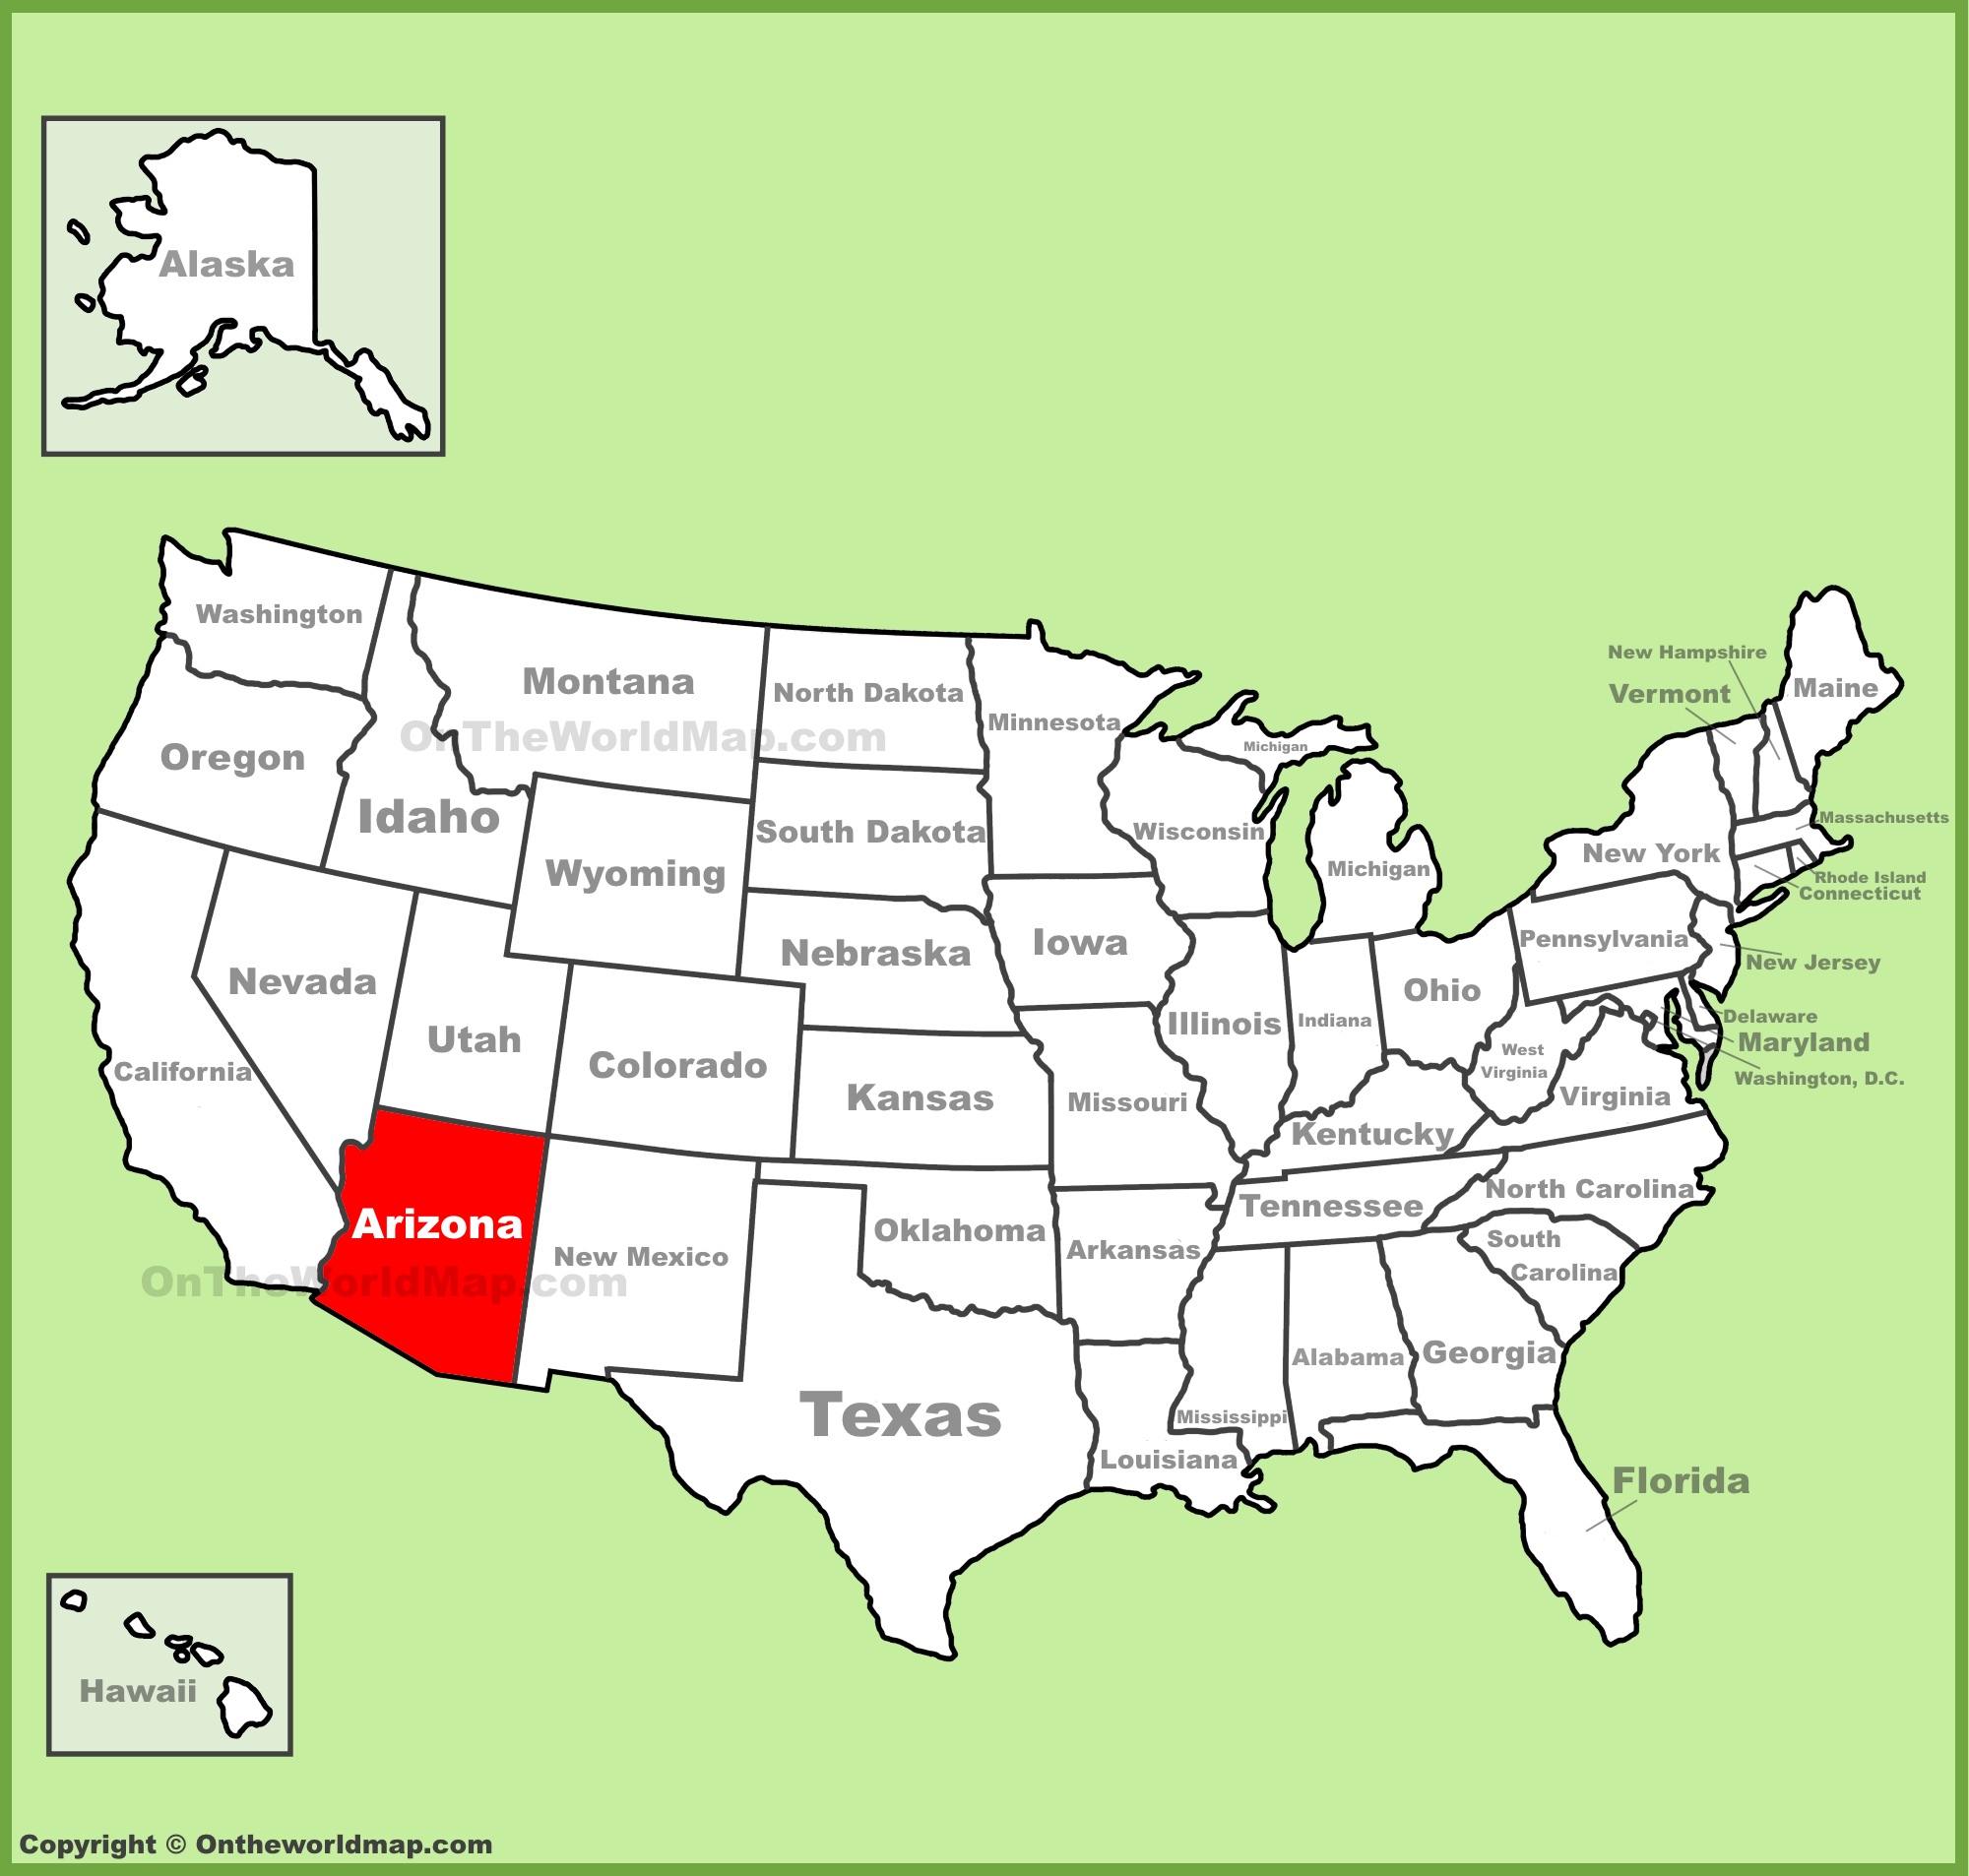 Alaska
Washington
Montana
North Dakota
Minnesota
New Hampshire
Vermont
Maine
OnTheWorldMap.com
Michigan
Oregon
Idaho
South Dakota
Wisconsin
Massachusetts
New York
Michigan
Wyoming
Rhode Island
Connecticut
Nebraska
Iowa
Pennsylvania
New Jersey
Nevada
Ohio
Illinois
Indiana
Delaware
Utah
Maryland
West
Virginia
Washington, D.C.
California
Colorado
Kansas
Missouri
Virginia
Kentucky
North Carolina
Tennessee
Arizona
Oklahoma
South
Carolina
Arkansas
New Mexico
OnTheWorldMap.com
Georgia
Alabama
Texas
Mississippi
Louisiana
Florida
Hawaii
Copyright © Ontheworldmap.com